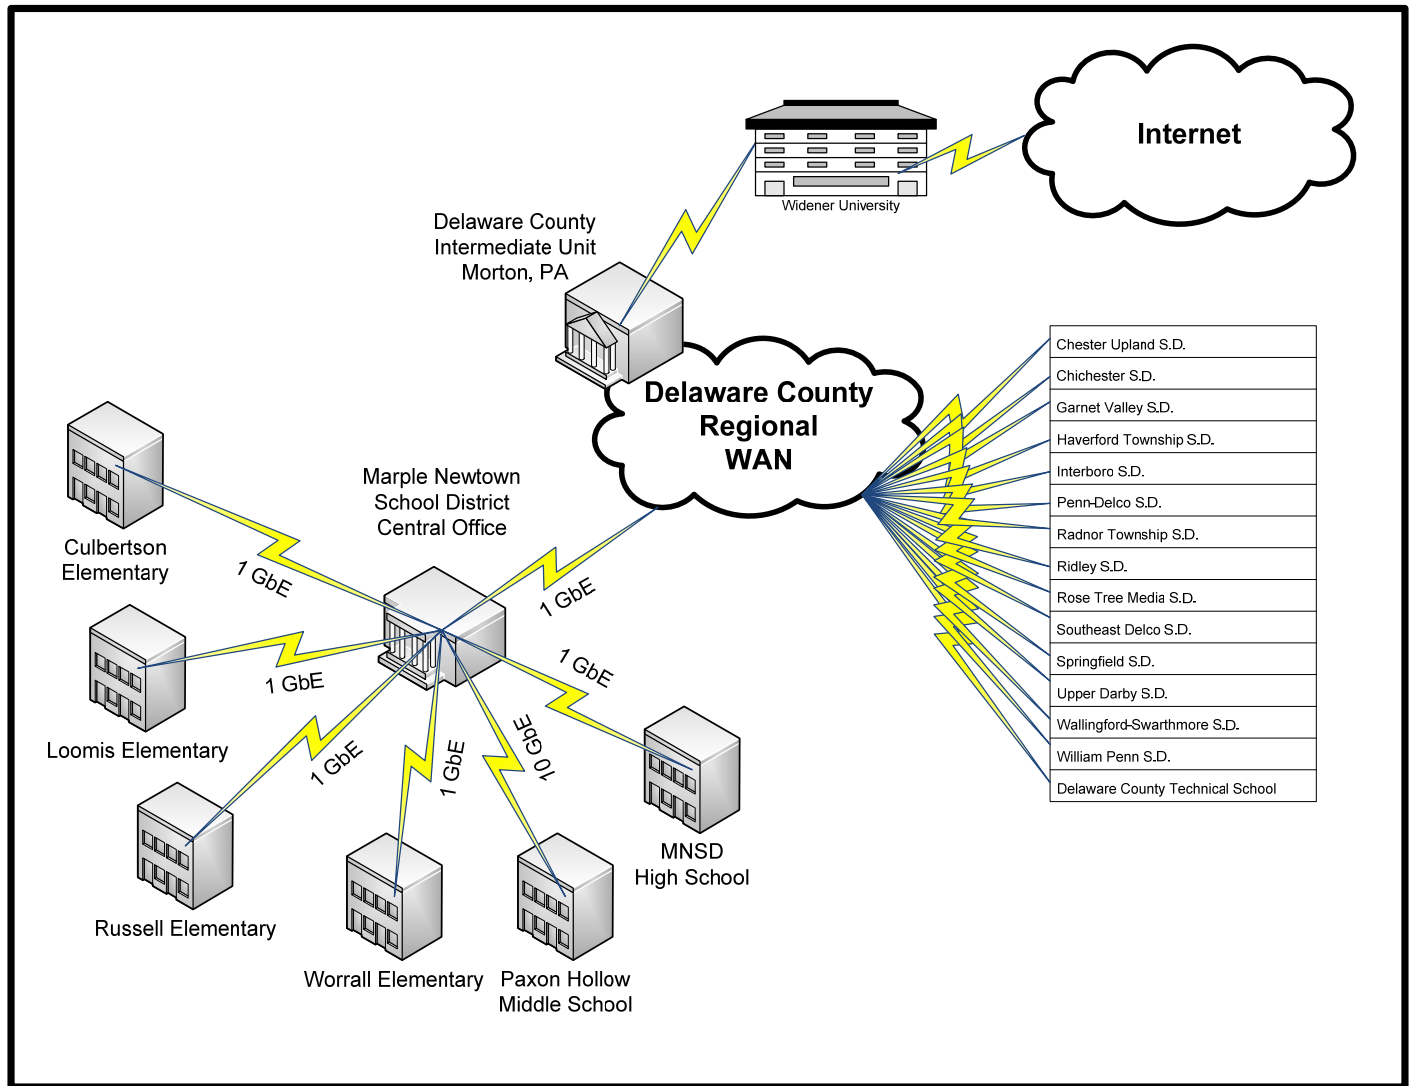 Internet
Widener University
Delaware County
Intermediate Unit
Morton, PA
Delaware County
Regional
WAN
Chester Upland S.D.
Chichester S.D.
Garnet Valley S.D.
Haverford Township S.D.
Interboro S.D.
Penn-Delco S.D.
Radnor Township S.D.
Ridley S.D.
Rose Tree Media S.D.
Southeast Delco S.D.
Springfield S.D.
Upper Darby S.D.
Wallingford-Swarthmore S.D.
William Penn S.D.
Delaware County Technical School
Marple Newtown
School District
Central Office
Culbertson
Elementary
1 GbE
1 GbE
1 GbE
1 GbE
1 GbE
10 GbE
1 GbE
Loomis Elementary
Russell Elementary
Worrall Elementary
Paxon Hollow
Middle School
MNSD
High School